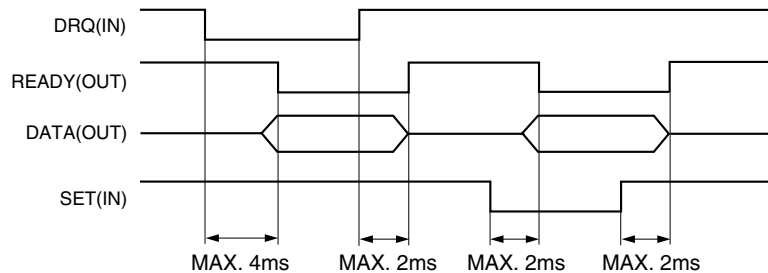 DRQ(IN)
READY(OUT)
DATA(OUT)
SET(IN)
MAX. 4ms
MAX. 2ms
MAX. 2ms
MAX. 2ms